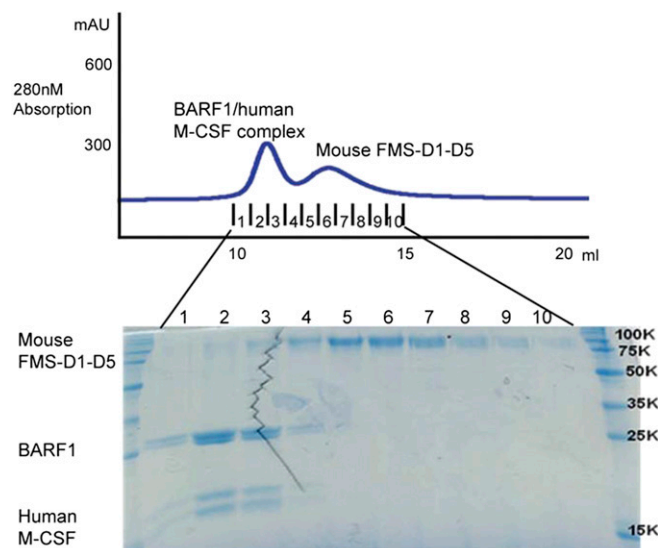 mAU
600
280nM
Absorption
300
BARF1/human
M-CSF complex
Mouse FMS-D1-D5
1 2 3 4 5 6 7 8 9 10
10 15 20 ml
1 2 3 4 5 6 7 8 9 10
Mouse
FMS-D1-D5
100K
75K
50K
35K
BARF1
25K
Human
M-CSF
15K